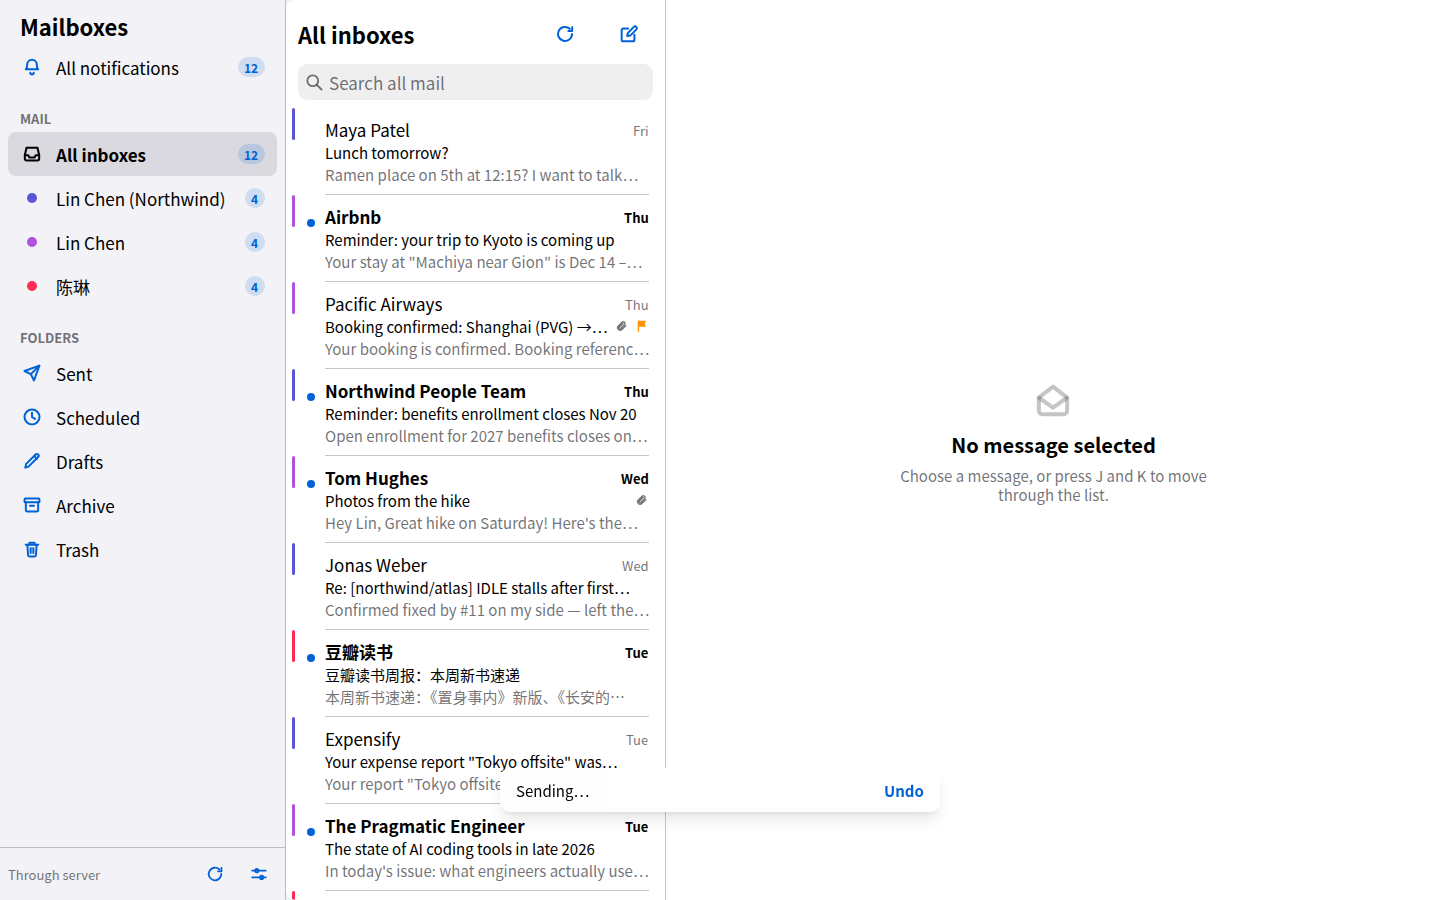 Mailboxes
All notifications 12
MAIL
All inboxes 12
Lin Chen (Northwind) 4
Lin Chen 4
陈琳 4
FOLDERS
Sent
Scheduled
Drafts
Archive
Trash
Through server
All inboxes
Search all mail
Maya Patel Fri
Lunch tomorrow?
Ramen place on 5th at 12:15? I want to talk…
Airbnb Thu
Reminder: your trip to Kyoto is coming up
Your stay at "Machiya near Gion" is Dec 14 –…
Pacific Airways Thu
Booking confirmed: Shanghai (PVG) →…
Your booking is confirmed. Booking referenc…
Northwind People Team Thu
Reminder: benefits enrollment closes Nov 20
Open enrollment for 2027 benefits closes on…
Tom Hughes Wed
Photos from the hike
Hey Lin, Great hike on Saturday! Here's the…
Jonas Weber Wed
Re: [northwind/atlas] IDLE stalls after first…
Confirmed fixed by #11 on my side — left the…
豆瓣读书 Tue
豆瓣读书周报：本周新书速递
本周新书速递：《置身事内》新版、《长安的…
Expensify Tue
Your expense report "Tokyo offsite" was…
Your report "Tokyo offsite
The Pragmatic Engineer Tue
The state of AI coding tools in late 2026
In today's issue: what engineers actually use…
No message selected
Choose a message, or press J and K to move
through the list.
Sending… Undo